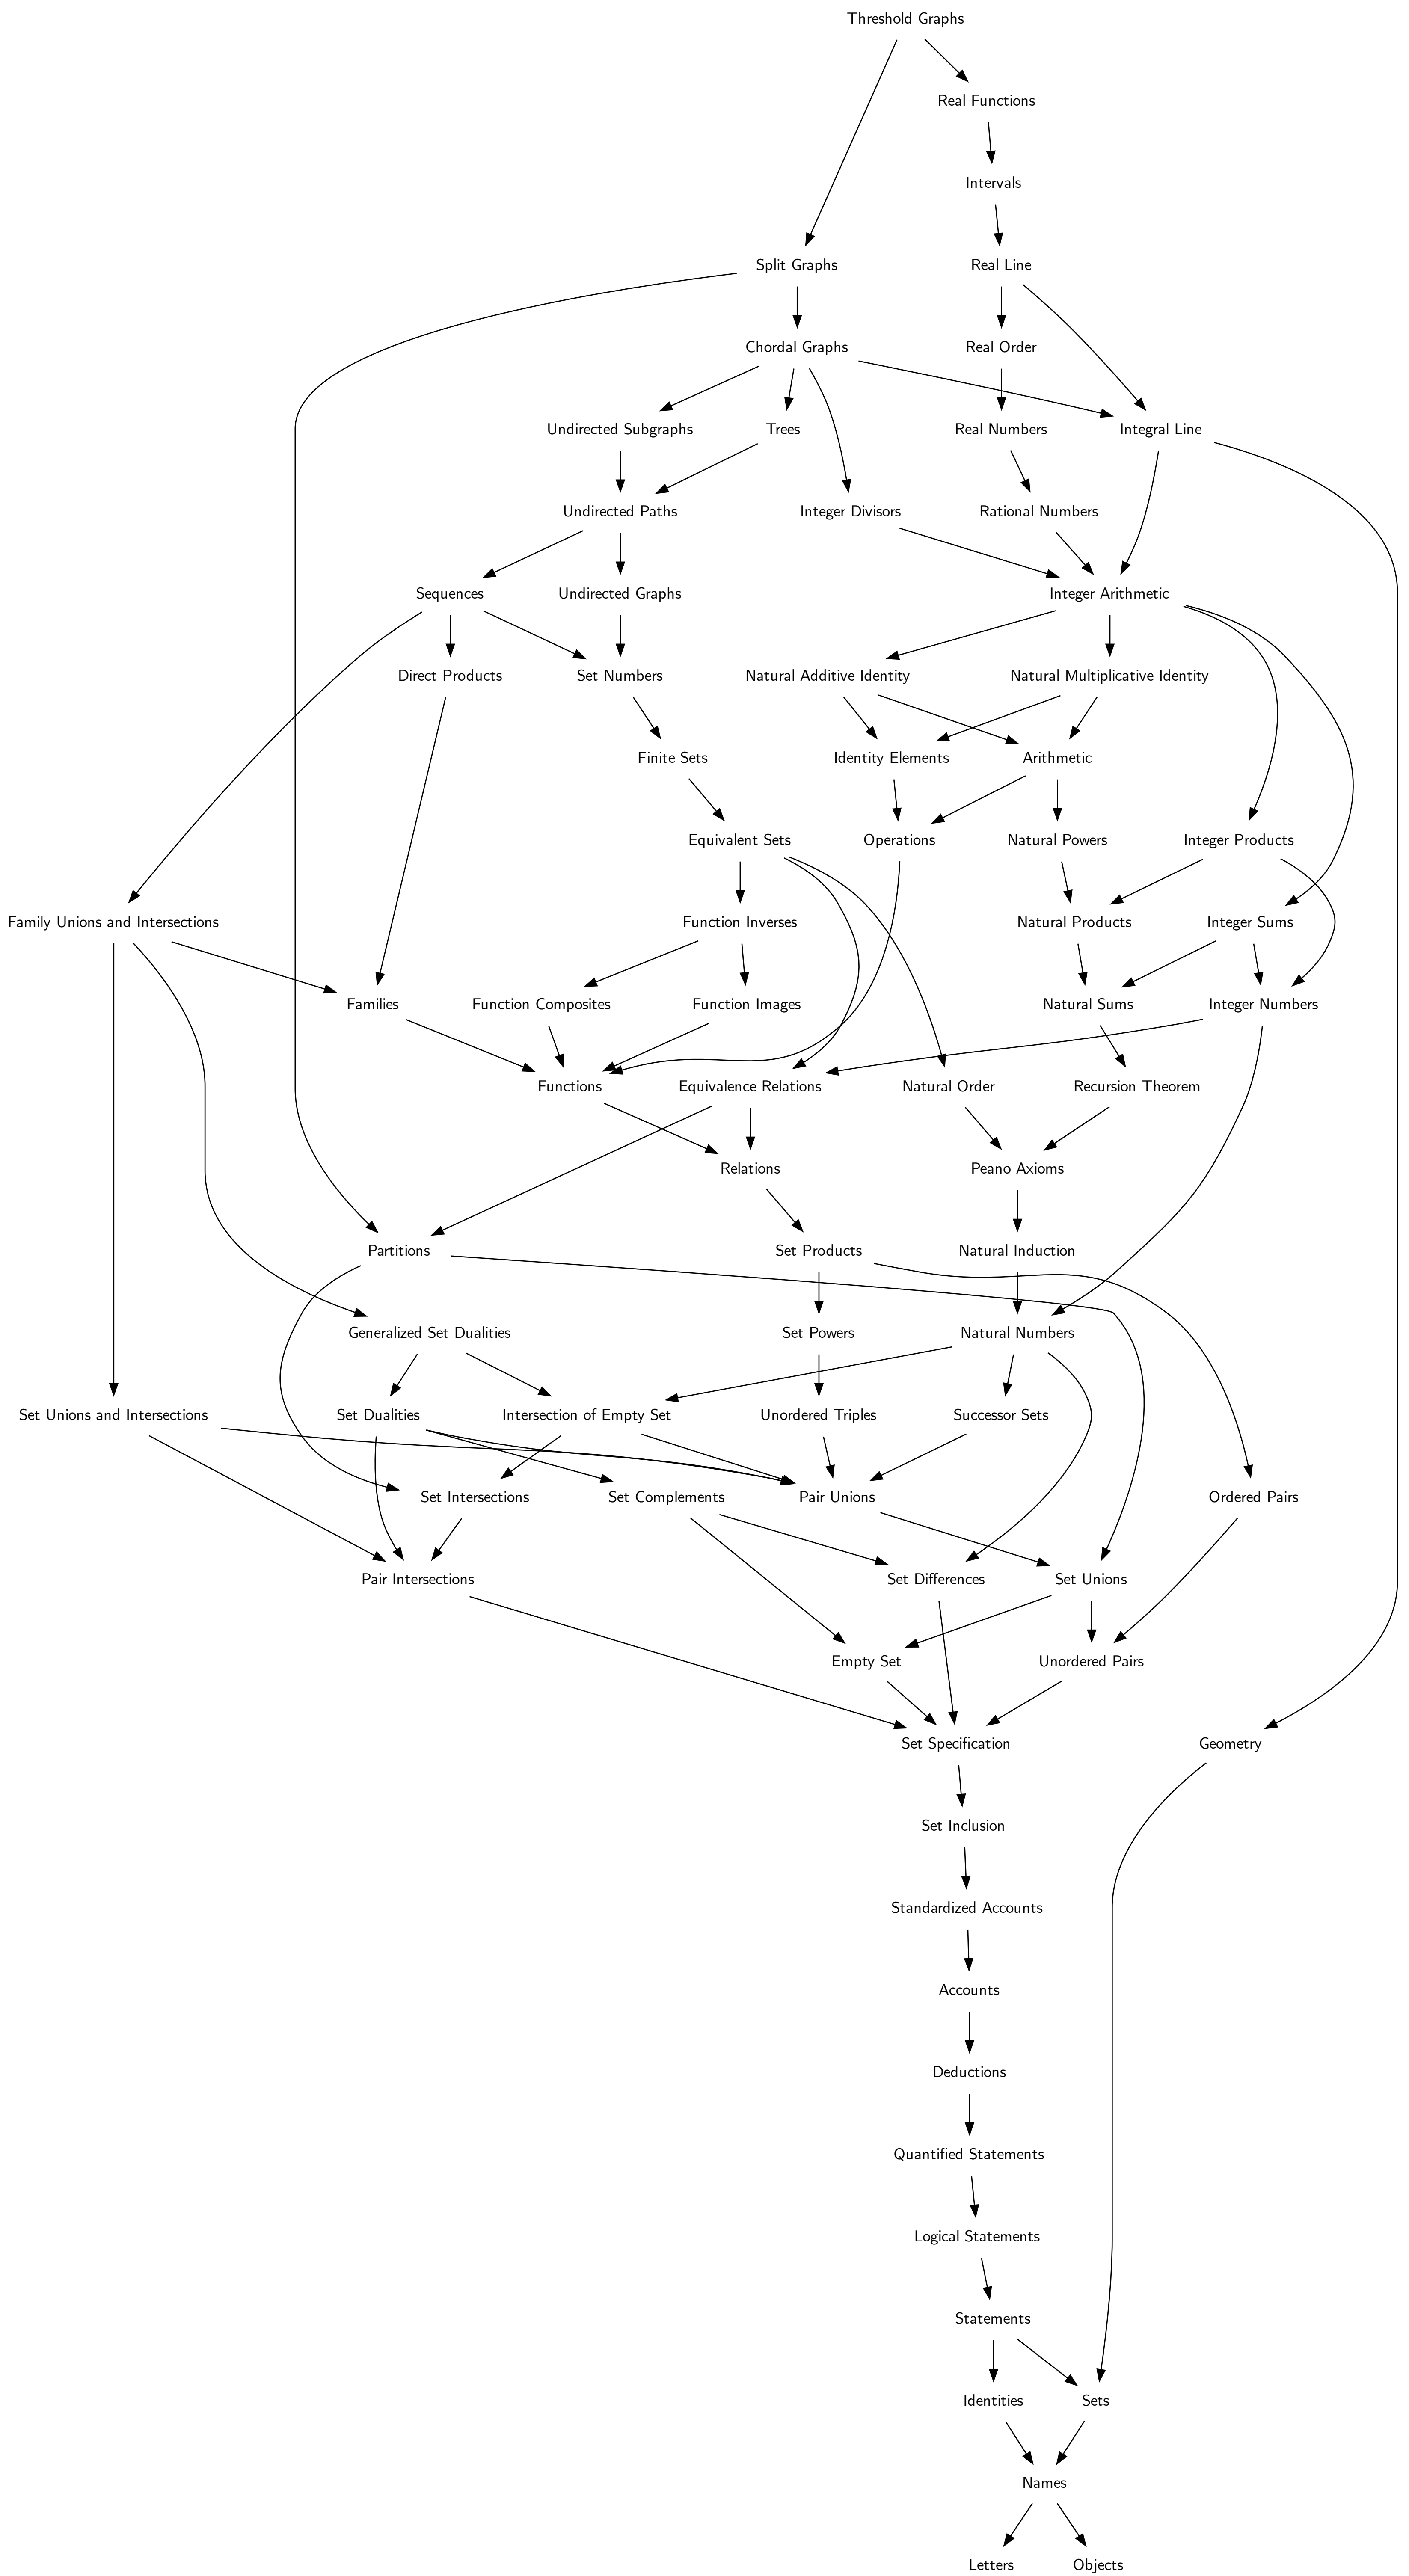 Threshold Graphs
Real Functions
Intervals
Split Graphs
Real Line
Chordal Graphs
Real Order
Undirected Subgraphs
Trees
Real Numbers
Integral Line
Undirected Paths
Integer Divisors
Rational Numbers
Sequences
Undirected Graphs
Integer Arithmetic
Direct Products
Set Numbers
Natural Additive Identity
Natural Multiplicative Identity
Finite Sets
Identity Elements
Arithmetic
Equivalent Sets
Operations
Natural Powers
Integer Products
Family Unions and Intersections
Function Inverses
Natural Products
Integer Sums
Families
Function Composites
Function Images
Natural Sums
Integer Numbers
Functions
Equivalence Relations
Natural Order
Recursion Theorem
Relations
Peano Axioms
Partitions
Set Products
Natural Induction
Generalized Set Dualities
Set Powers
Natural Numbers
Set Unions and Intersections
Set Dualities
Intersection of Empty Set
Unordered Triples
Successor Sets
Set Intersections
Set Complements
Pair Unions
Ordered Pairs
Pair Intersections
Set Differences
Set Unions
Empty Set
Unordered Pairs
Set Specification
Geometry
Set Inclusion
Standardized Accounts
Accounts
Deductions
Quantified Statements
Logical Statements
Statements
Identities
Sets
Names
Letters
Objects